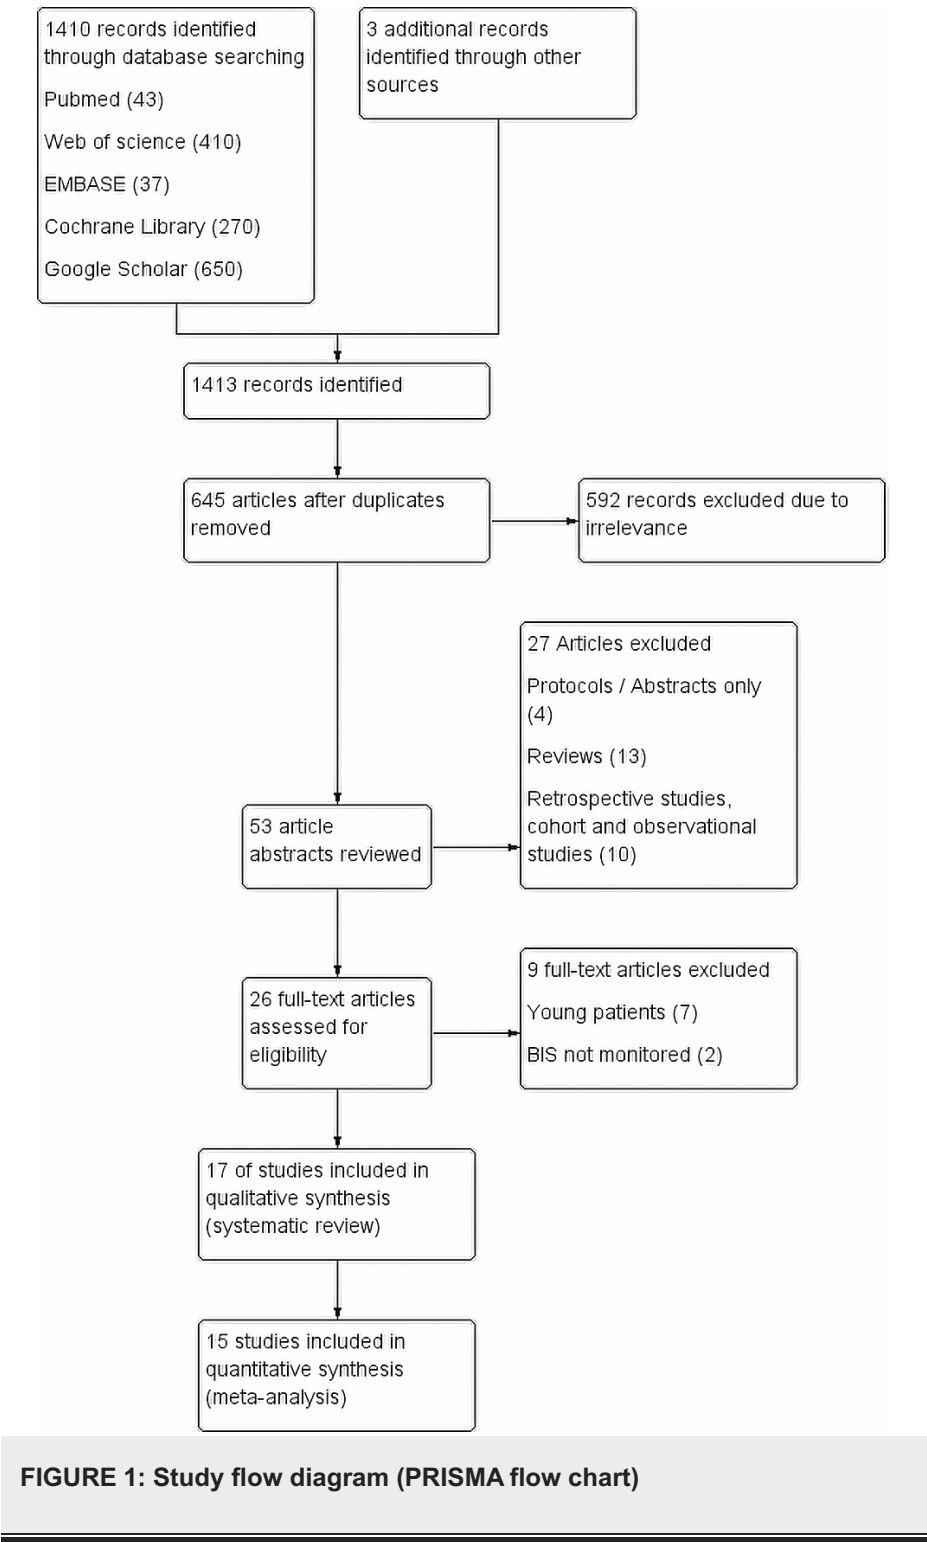 1410 records identified
through database searching
Pubmed (43)
Web of science (410)
EMBASE (37)
Cochrane Library (270)
Google Scholar (650)
3 additional records
identified through other
sources
1413 records identified
645 articles after duplicates
removed
592 records excluded due to
irrelevance
27 Articles excluded
Protocols / Abstracts only
(4)
Reviews (13)
Retrospective studies,
cohort and observational
studies (10)
53 article
abstracts reviewed
26 full-text articles
assessed for
eligibility
9 full-text articles excluded
Young patients (7)
BIS not monitored (2)
17 of studies included in
qualitative synthesis
(systematic review)
15 studies included in
quantitative synthesis
(meta-analysis)
FIGURE 1: Study flow diagram (PRISMA flow chart)